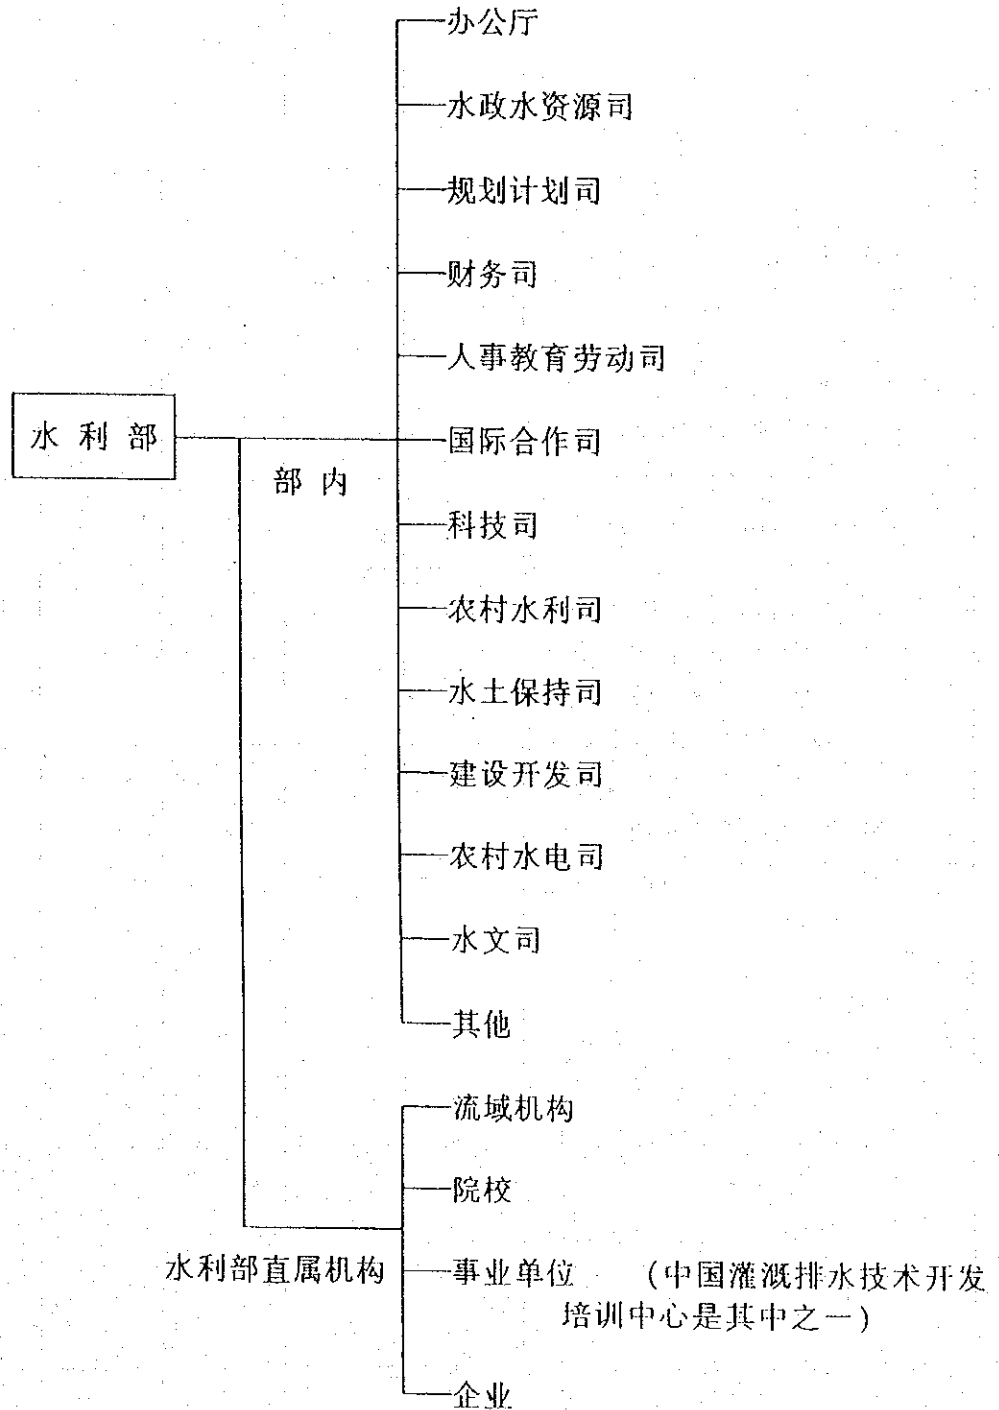 办公厅
水政水资源司
规划计划司
财务司
人事教育劳动司
水利部
国际合作司
部内
科技司
农村水利司
水土保持司
建设开发司
农村水电司
水文司
其他
流域机构
院校
水利部直属机构
事业单位 (中国灌溉排水技术开发
培训中心是其中之一)
企业